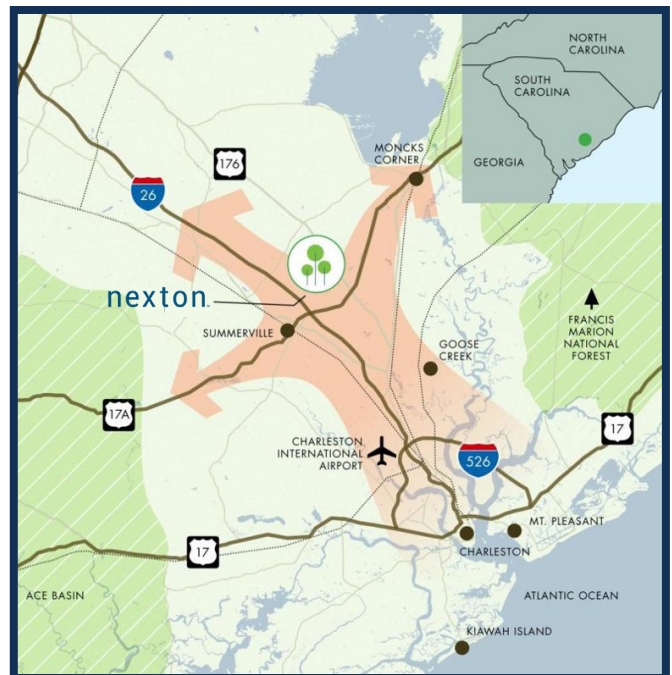 NORTH
CAROLINA
SOUTH
CAROLINA
GEORGIA
176
MONCKS
CORNER
26
nexton
SUMMERVILLE
FRANCIS
MARION
NATIONAL
FOREST
GOOSE
CREEK
17A
17
CHARLESTON
INTERNATIONAL
AIRPORT
526
MT. PLEASANT
17
CHARLESTON
ACE BASIN
ATLANTIC OCEAN
KIAWAH ISLAND